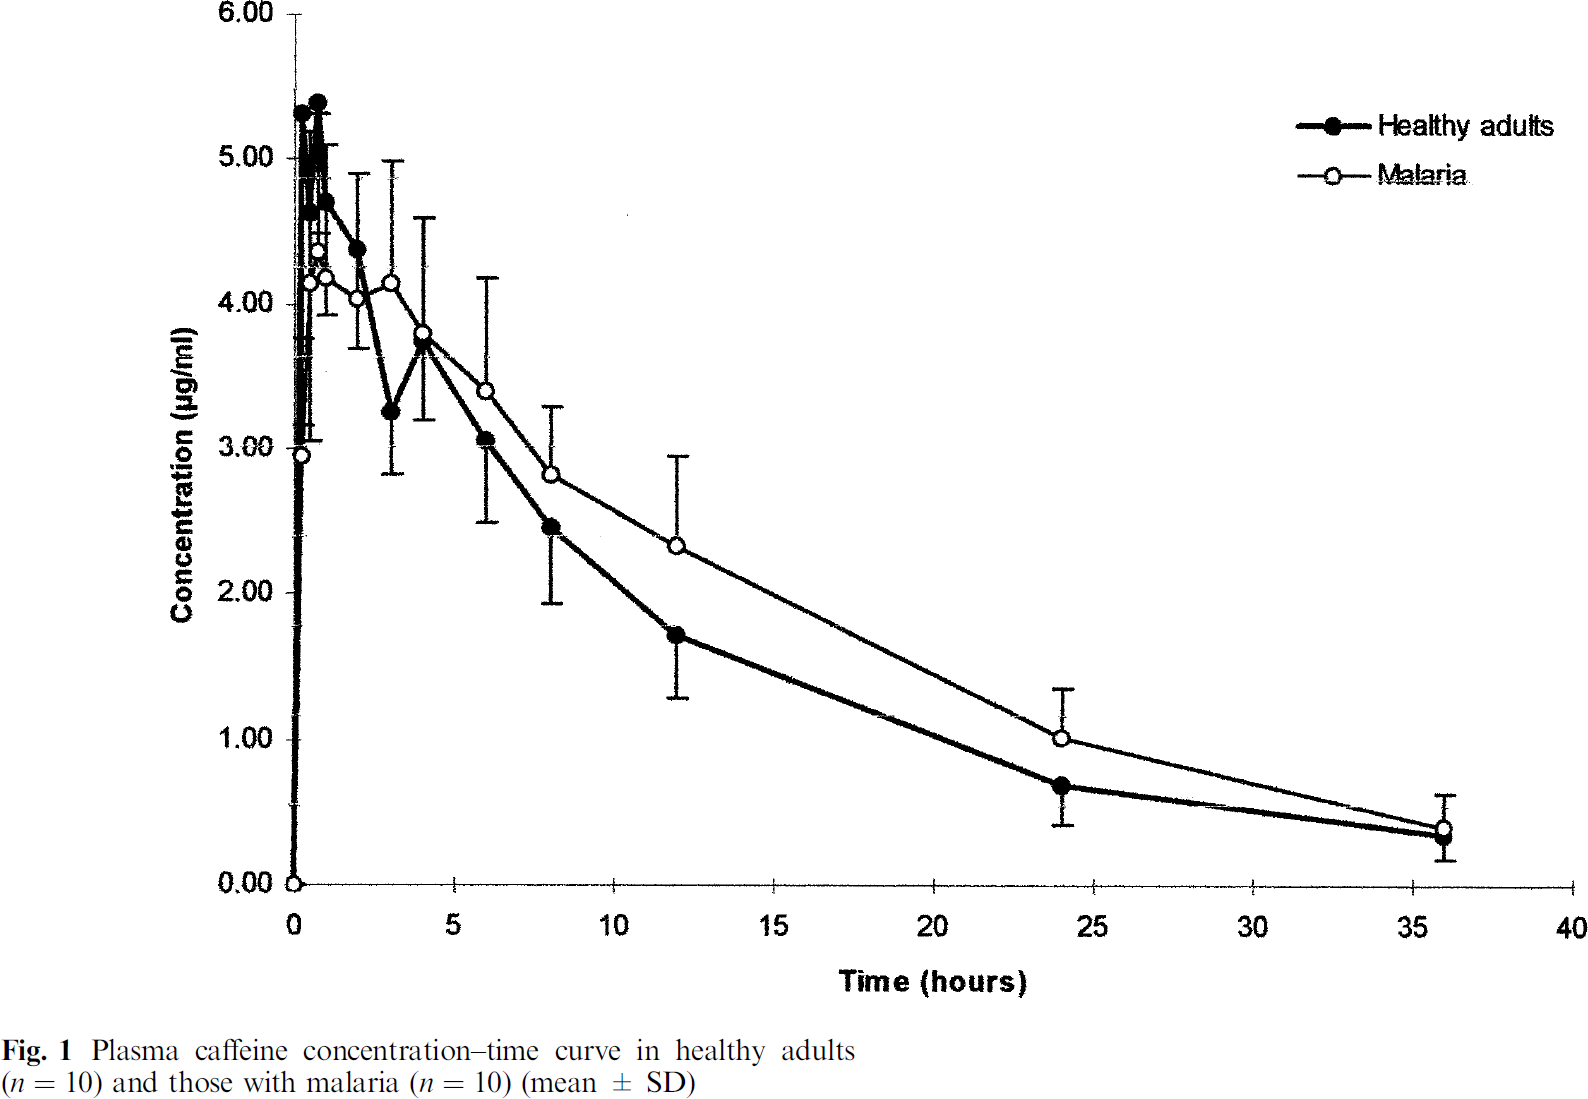 6.00
5.00
4.00
3.00
2.00
1.00
0.00
Concentration (µg/ml)
Healthy adults
Malaria
0 5 10 15 20 25 30 35 40
Time (hours)
Fig. 1 Plasma caffeine concentration–time curve in healthy adults
(n = 10) and those with malaria (n = 10) (mean ± SD)